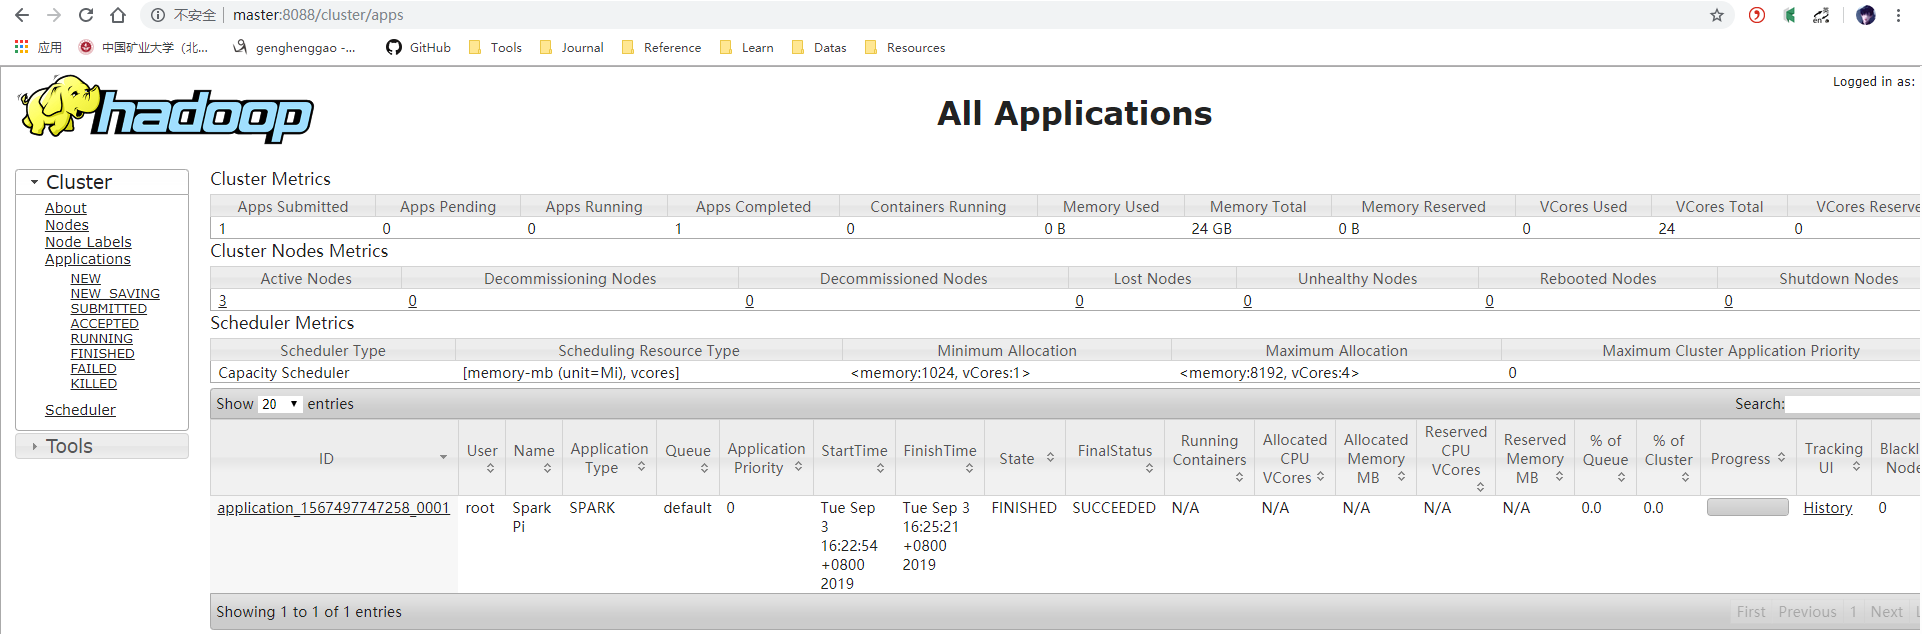 不安全 master:8088/cluster/apps
应用 中国矿业大学（北... genghenggao -... GitHub Tools Journal Reference Learn Datas Resources
Logged in as:
hadoop
All Applications
Cluster
About
Nodes
Node Labels
Applications
NEW
NEW_SAVING
SUBMITTED
ACCEPTED
RUNNING
FINISHED
FAILED
KILLED
Scheduler
Tools
Cluster Metrics
Apps Submitted Apps Pending Apps Running Apps Completed Containers Running Memory Used Memory Total Memory Reserved VCores Used VCores Total VCores Reserve
1 0 0 1 0 0 B 24 GB 0 B 0 24 0
Cluster Nodes Metrics
Active Nodes Decommissioning Nodes Decommissioned Nodes Lost Nodes Unhealthy Nodes Rebooted Nodes Shutdown Nodes
3 0 0 0 0 0 0
Scheduler Metrics
Scheduler Type Scheduling Resource Type Minimum Allocation Maximum Allocation Maximum Cluster Application Priority
Capacity Scheduler [memory-mb (unit=Mi), vcores] <memory:1024, vCores:1> <memory:8192, vCores:4> 0
Show 20 entries Search:
ID User Name Application Type Queue Application Priority StartTime FinishTime State FinalStatus Running Containers Allocated CPU VCores Allocated Memory MB Reserved CPU VCores Reserved Memory MB % of Queue % of Cluster Progress Tracking UI Blackl Node
application_1567497747258_0001 root Spark Pi SPARK default 0 Tue Sep 3 16:22:54 +0800 2019 Tue Sep 3 16:25:21 +0800 2019 FINISHED SUCCEEDED N/A N/A N/A N/A N/A 0.0 0.0 History 0
Showing 1 to 1 of 1 entries First Previous 1 Next L